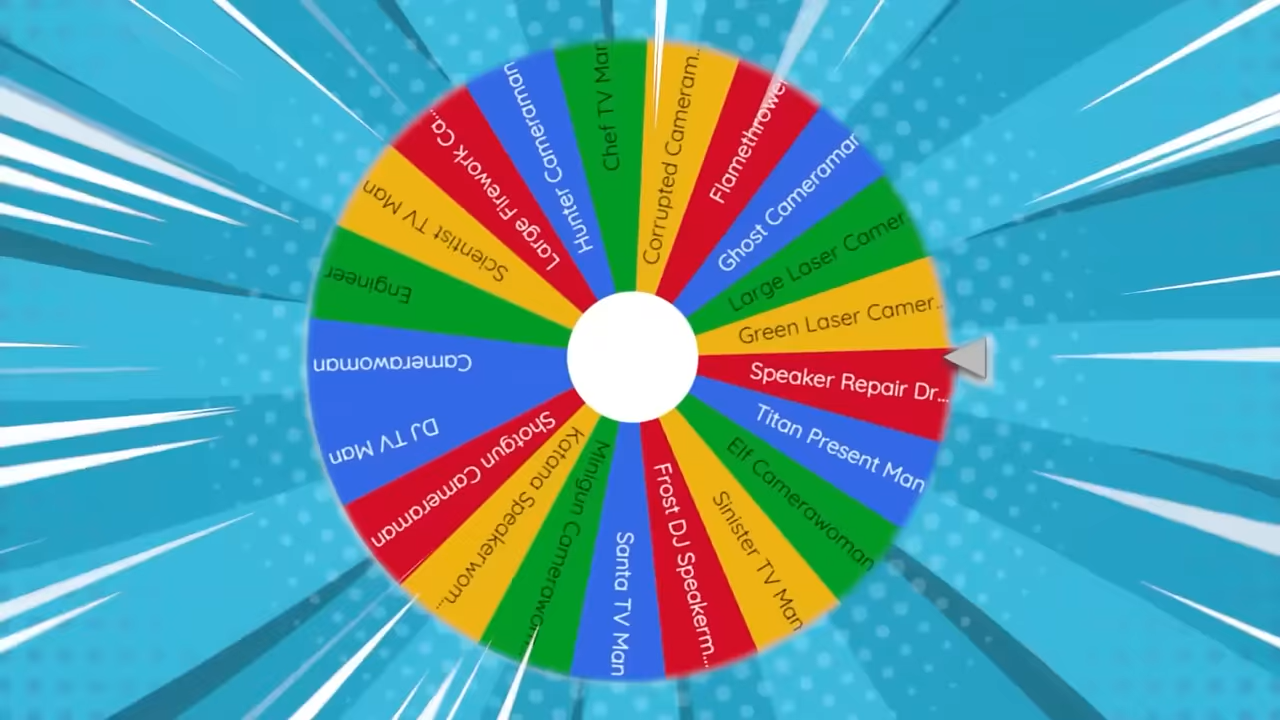 Chef TV Man
Corrupted Cameram...
Flamethrower
Ghost Cameraman
Large Laser Camer...
Green Laser Camer...
Speaker Repair Dr...
Titan Present Man
Elf Camerawoman
Sinister TV Man
Frost DJ Speakerm...
Santa TV Man
Minigun Camerawo...
Katana Speakerwom...
Shotgun Cameraman
DJ TV Man
Camerawoman
Engineer
Scientist TV Man
Large Firework Ca...
Hunter Cameraman